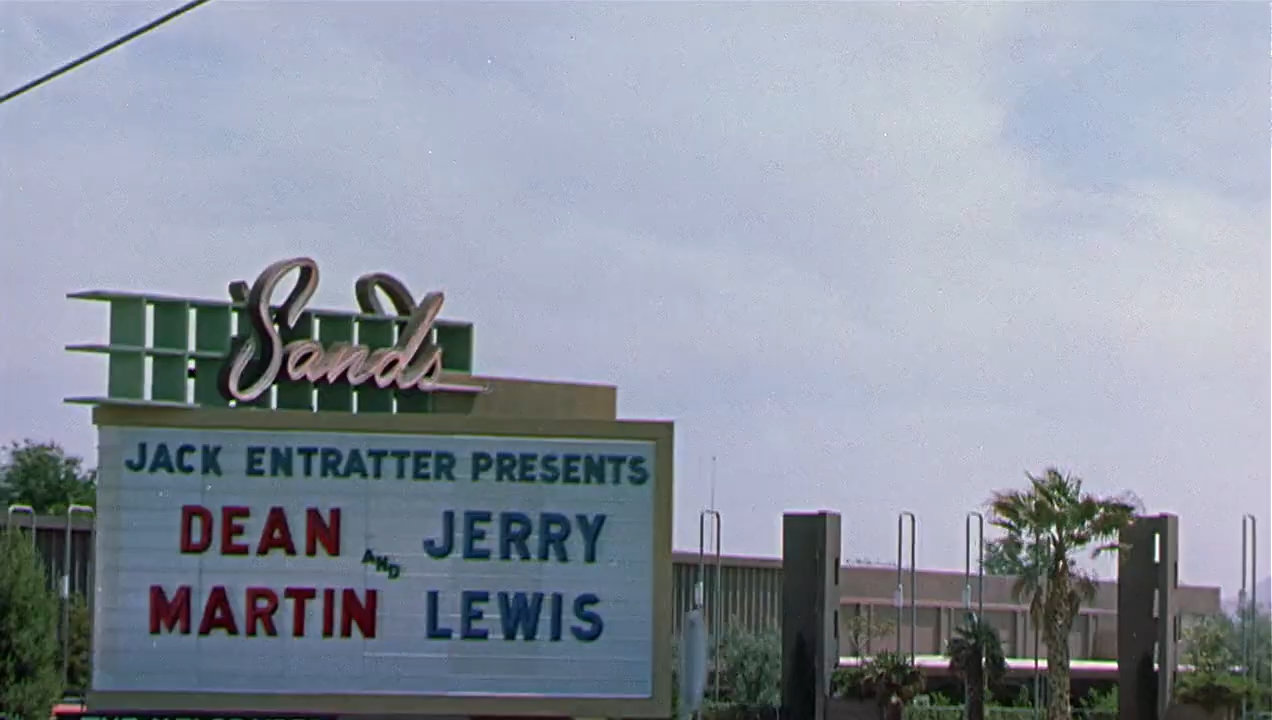 Sands
JACK ENTRATTER PRESENTS
DEAN AND JERRY
MARTIN LEWIS